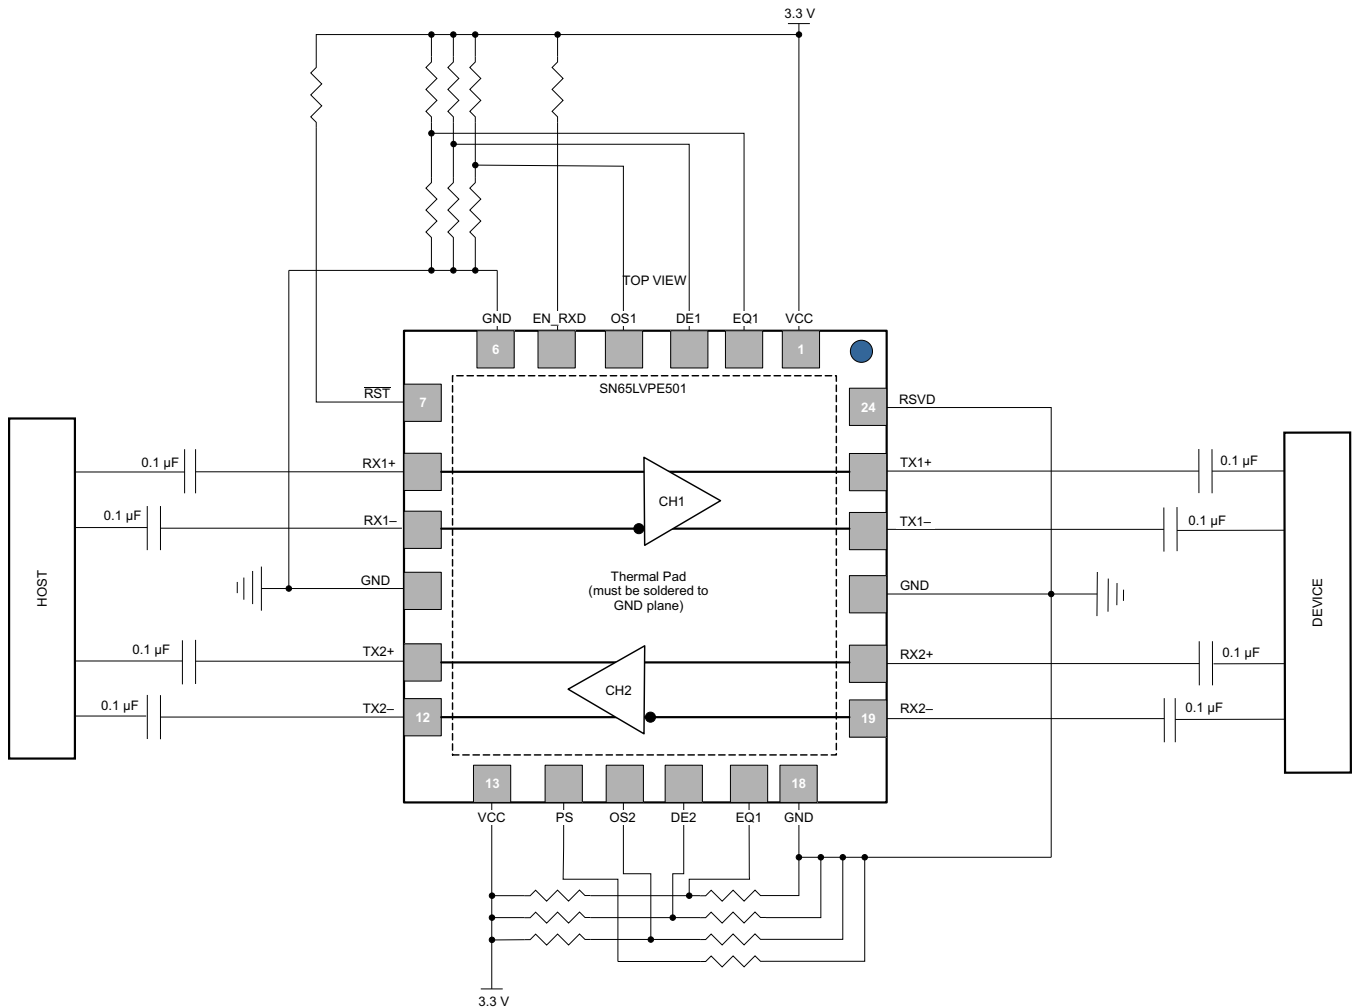 3.3 V
TOP VIEW
GND
EN_RXD
OS1
DE1
EQ1
VCC
6
1
SN65LVPE501
RST
7
24
RSVD
0.1 µF
RX1+
TX1+
0.1 µF
CH1
0.1 µF
RX1–
TX1–
0.1 µF
HOST
GND
Thermal Pad
(must be soldered to
GND plane)
GND
DEVICE
0.1 µF
TX2+
RX2+
0.1 µF
CH2
0.1 µF
TX2–
12
19
RX2–
0.1 µF
13
18
VCC
PS
OS2
DE2
EQ1
GND
3.3 V